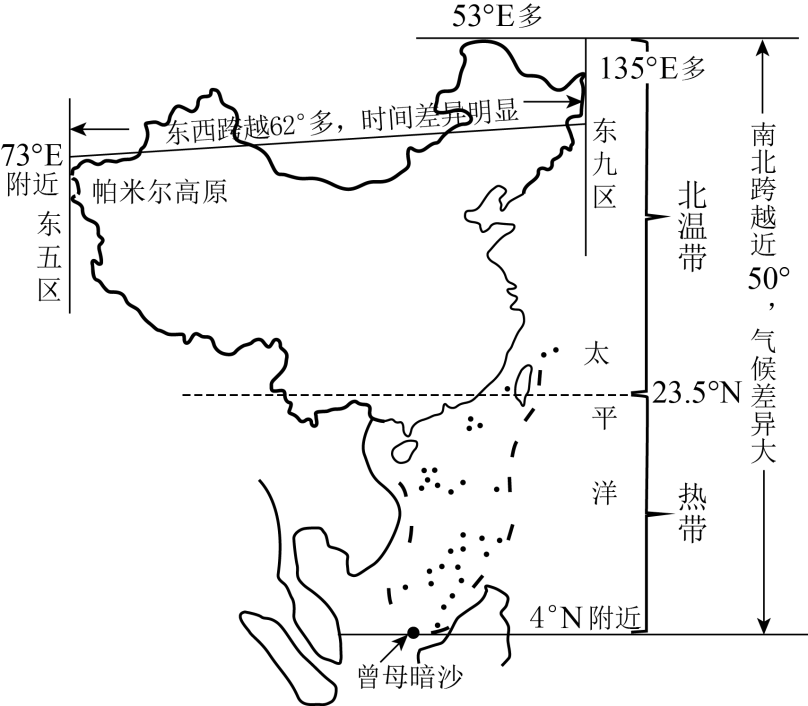 53°E多
135°E多
东西跨越62°多，时间差异明显
73°E
附近
帕米尔高原
东五区
东九区
北温带
南北跨越近50°，气候差异大
23.5°N
太平洋
热带
4°N附近
曾母暗沙